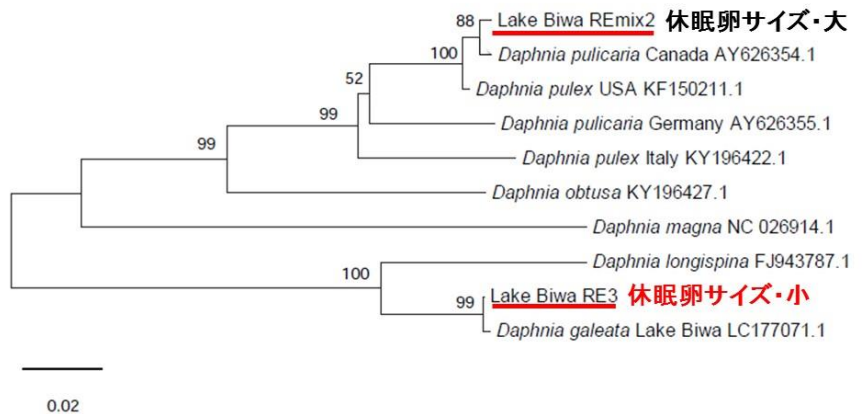 88 Lake Biwa REmix2 休眠卵サイズ・大
Daphnia pulicaria Canada AY626354.1
100
Daphnia pulex USA KF150211.1
52
Daphnia pulicaria Germany AY626355.1
99
Daphnia pulex Italy KY196422.1
99
Daphnia obtusa KY196427.1
Daphnia magna NC 026914.1
Daphnia longispina FJ943787.1
100
Lake Biwa RE3 休眠卵サイズ・小
99
Daphnia galeata Lake Biwa LC177071.1
0.02